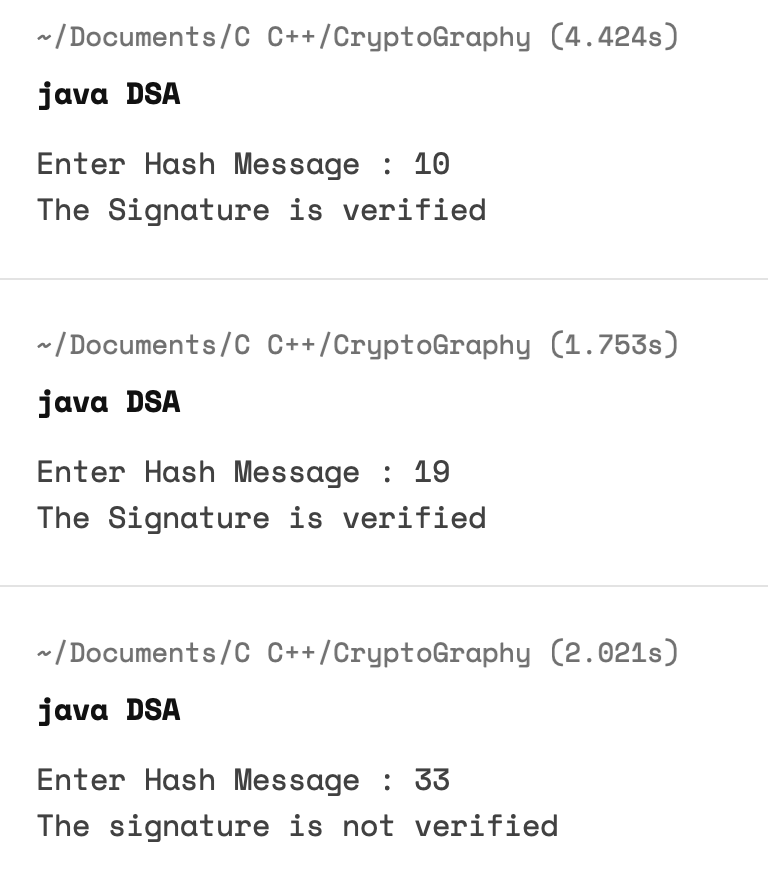 ~/Documents/C C++/CryptoGraphy (4.424s)
java DSA
Enter Hash Message : 10
The Signature is verified
~/Documents/C C++/CryptoGraphy (1.753s)
java DSA
Enter Hash Message : 19
The Signature is verified
~/Documents/C C++/CryptoGraphy (2.021s)
java DSA
Enter Hash Message : 33
The signature is not verified